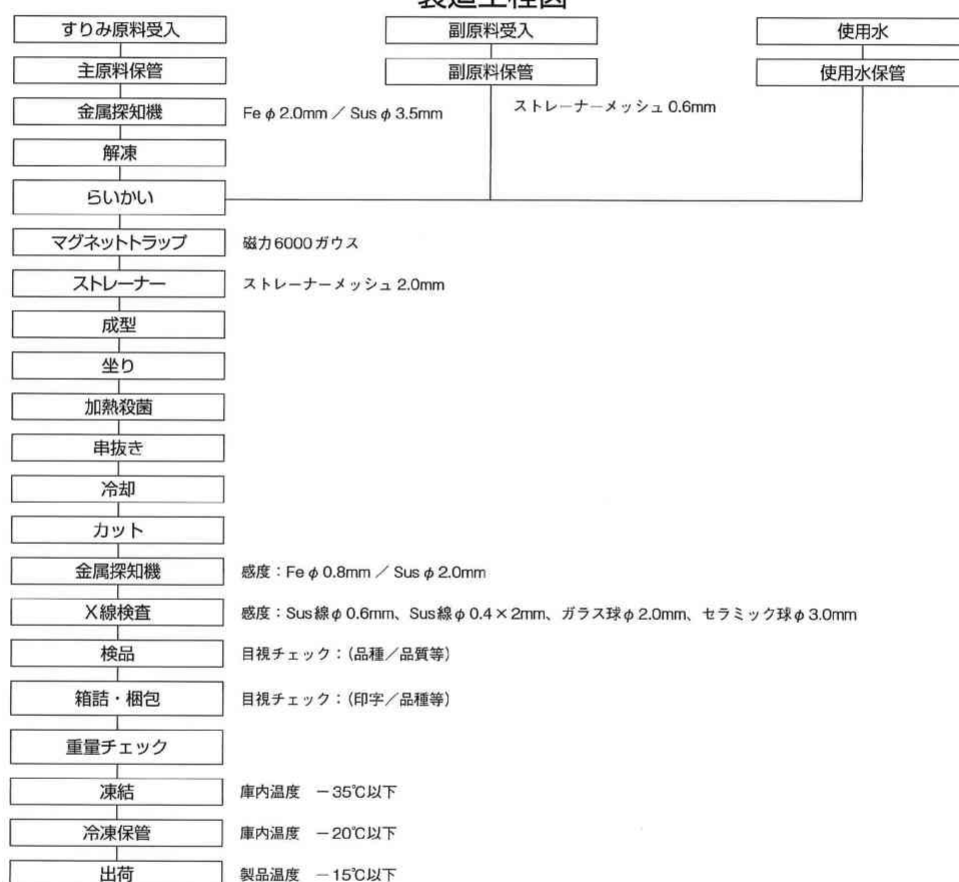 製造工程図
すりみ原料受入
副原料受入
使用水
主原料保管
副原料保管
使用水保管
金属探知機
Fe φ 2.0mm / Sus φ 3.5mm
ストレーナーメッシュ 0.6mm
解凍
らいかい
マグネットトラップ
磁力6000ガウス
ストレーナー
ストレーナーメッシュ 2.0mm
成型
坐り
加熱殺菌
串抜き
冷却
カット
金属探知機
感度：Fe φ 0.8mm / Sus φ 2.0mm
X線検査
感度：Sus線φ 0.6mm、Sus線φ 0.4×2mm、ガラス球φ 2.0mm、セラミック球φ 3.0mm
検品
目視チェック：(品種/品質等)
箱詰・梱包
目視チェック：(印字/品種等)
重量チェック
凍結
庫内温度 －35℃以下
冷凍保管
庫内温度 －20℃以下
出荷
製品温度 －15℃以下